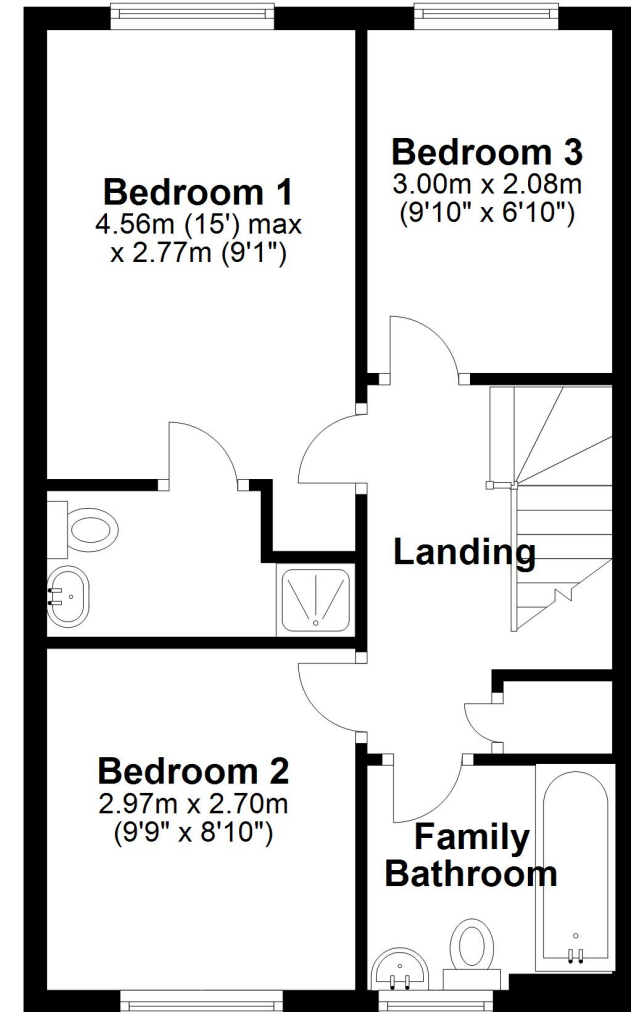 Bedroom 1
4.56m (15') max
x 2.77m (9'1")
Bedroom 3
3.00m x 2.08m
(9'10" x 6'10")
Landing
Bedroom 2
2.97m x 2.70m
(9'9" x 8'10")
Family
Bathroom